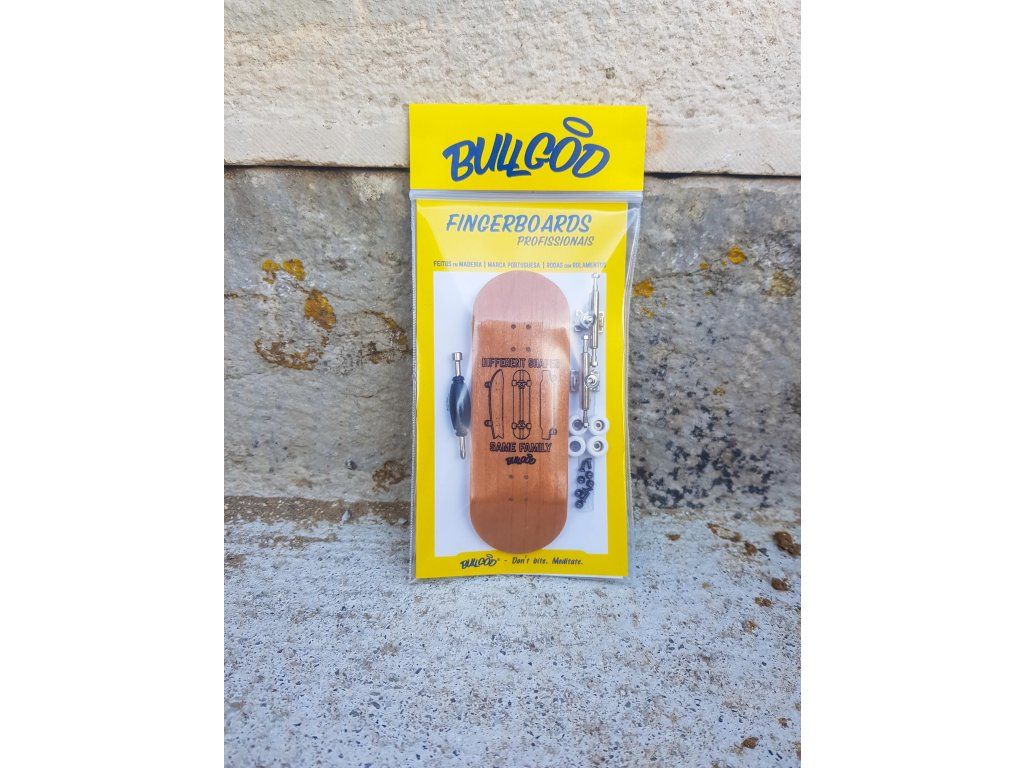 BULLGOD
FINGERBOARDS
PROFISSIONAIS
FEITOS EM MADEIRA | MARCA PORTUGUESA | RODAS COM ROLAMENTOS
DIFFERENT SHAPES
SAME FAMILY
BULLGOD
BULLGOD® - Don't bite. Meditate.